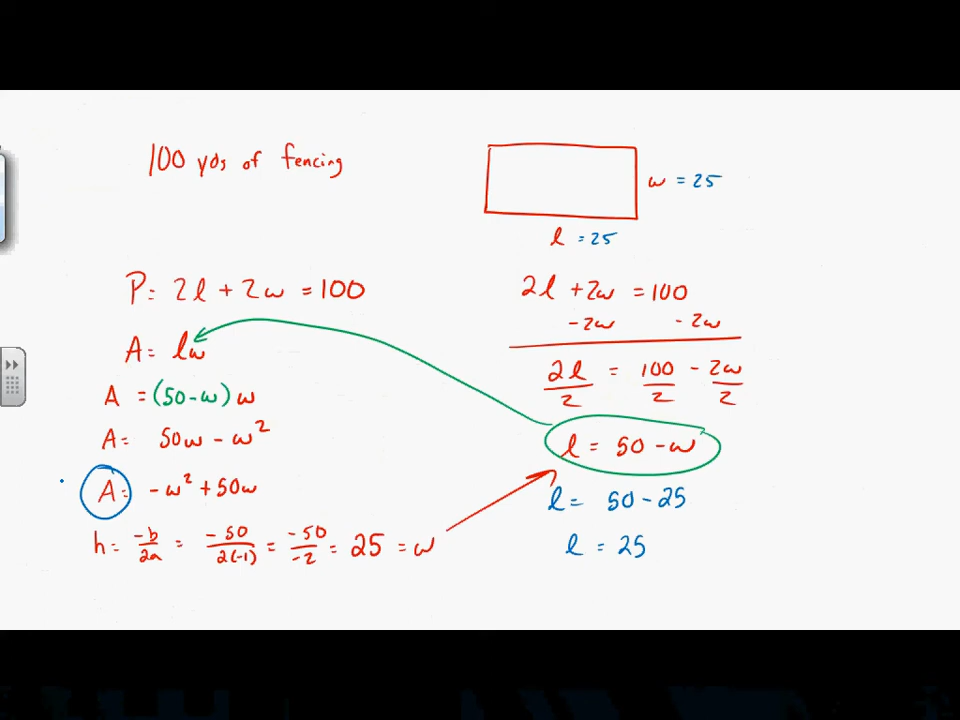 100 yds of fencing
w = 25
l = 25
P = 2l + 2w = 100
A = lw
A = (50-w)w
A = 50w - w²
A = -w² + 50w
h = -b/2a = -50/2(-1) = -50/-2 = 25 = w
2l + 2w = 100
-2w -2w
2l/2 = 100/2 - 2w/2
l = 50 - w
l = 50 - 25
l = 25